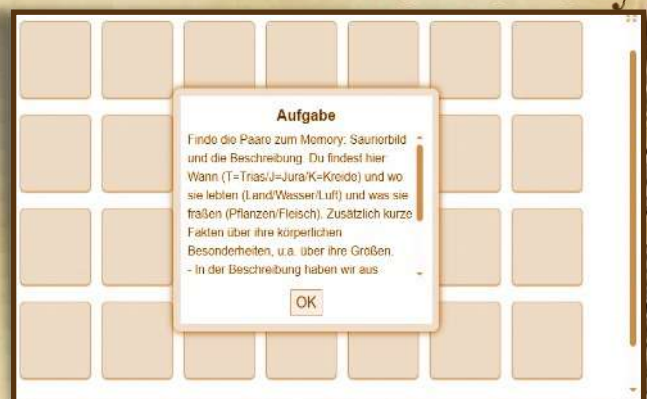 Aufgabe
Finde die Paare zum Memory: Saurierbild
und die Beschreibung. Du findest hier:
Wann (T=Trias/J=Jura/K=Kreide) und wo
sie lebten (Land/Wasser/Luft) und was sie
fraßen (Pflanzen/Fleisch). Zusätzlich kurze
Fakten über ihre körperlichen
Besonderheiten, u.a. über ihre Größen.
- In der Beschreibung haben wir aus
OK